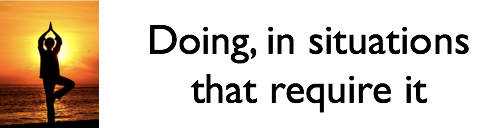 Doing, in situations
that require it